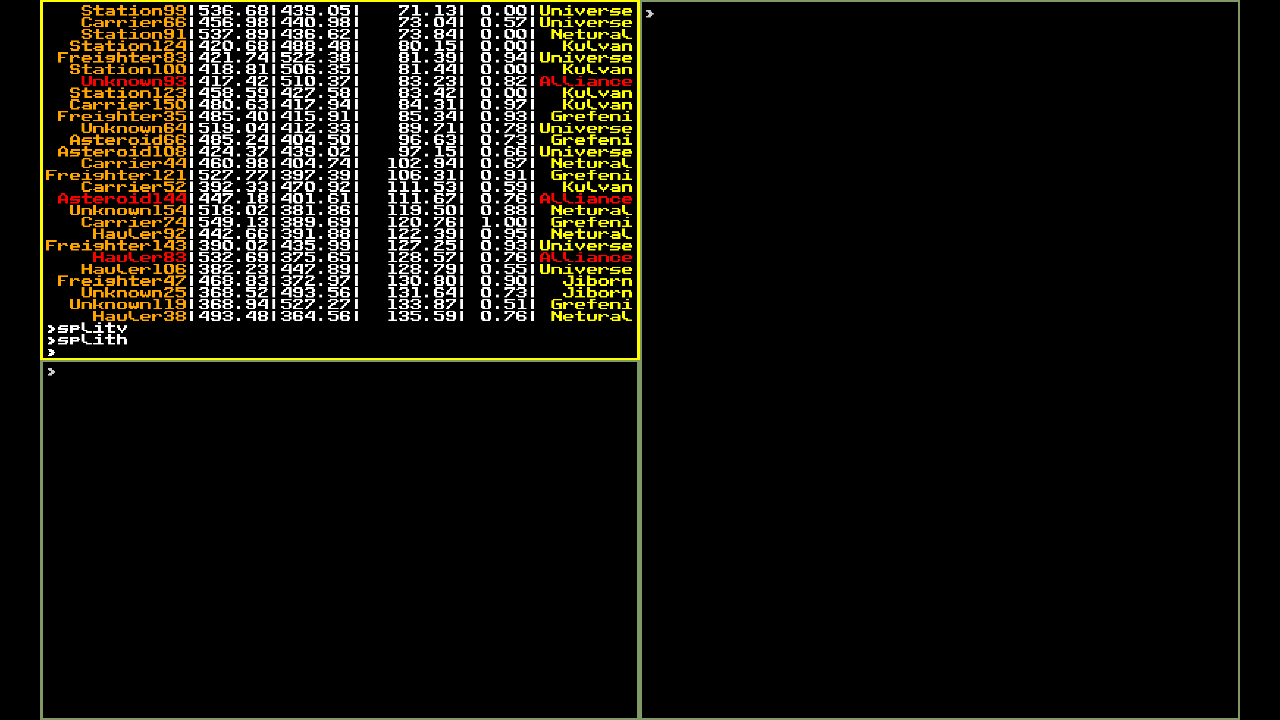 Station99|536.68|439.05| 71.13| 0.00|Universe
Carrier66|456.98|440.98| 73.04| 0.57|Universe
Station91|537.89|436.62| 73.84| 0.00| Netural
Station124|420.68|488.48| 80.15| 0.00| Kulvan
Freighter83|421.74|522.38| 81.39| 0.94|Universe
Station100|418.81|506.35| 81.44| 0.00| Kulvan
Unknown93|417.42|510.37| 83.23| 0.82|Alliance
Station123|458.59|427.58| 83.42| 0.00| Kulvan
Carrier150|480.63|417.94| 84.31| 0.97| Kulvan
Freighter35|485.40|415.91| 85.34| 0.93| Grefeni
Unknown64|519.04|412.33| 89.71| 0.78|Universe
Asteroid66|485.24|404.50| 96.63| 0.73| Grefeni
Asteroid108|424.37|439.02| 97.15| 0.66|Universe
Carrier44|460.98|404.74| 102.94| 0.67| Netural
Freighter121|527.77|397.39| 106.31| 0.91| Grefeni
Carrier52|392.33|470.92| 111.53| 0.59| Kulvan
Asteroid144|447.18|401.61| 111.67| 0.76|Alliance
Unknown154|518.02|381.86| 119.50| 0.88| Netural
Carrier74|549.13|389.69| 120.76| 1.00| Grefeni
Hauler92|442.66|391.88| 122.39| 0.95| Netural
Freighter143|390.02|435.99| 127.25| 0.93|Universe
Hauler83|532.69|375.65| 128.57| 0.76|Alliance
Hauler106|382.23|447.89| 128.79| 0.55|Universe
Freighter47|468.83|372.97| 130.80| 0.90| Jiborn
Unknown25|368.52|493.56| 131.64| 0.73| Jiborn
Unknown119|368.94|527.27| 133.87| 0.51| Grefeni
Hauler38|493.48|364.56| 135.59| 0.76| Netural
>splitv
>splith
>
>
>